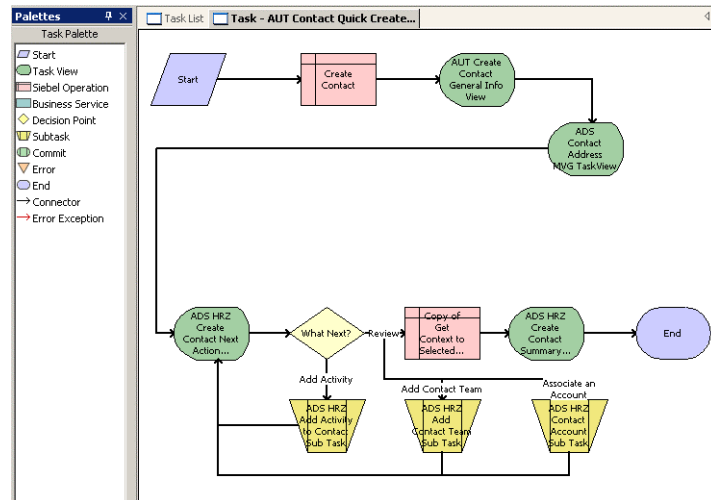 Palettes
Task List
Task - AUT Contact Quick Create...
Task Palette
Start
Task View
Siebel Operation
Business Service
Decision Point
Subtask
Commit
Error
End
Connector
Error Exception
Start
Create
Contact
AUT Create
Contact
General Info
View
ADS
Contact
Address
MVG TaskView
ADS HRZ
Create
Contact Next
Action...
What Next?
Review
Copy of
Get
Context to
Selected...
ADS HRZ
Create
Contact
Summary...
End
Add Activity
Add Contact Team
Associate an
Account
ADS HRZ
Add Activity
to Contact
Sub Task
ADS HRZ
Add
Contact Team
Sub Task
ADS HRZ
Contact
Account
Sub Task